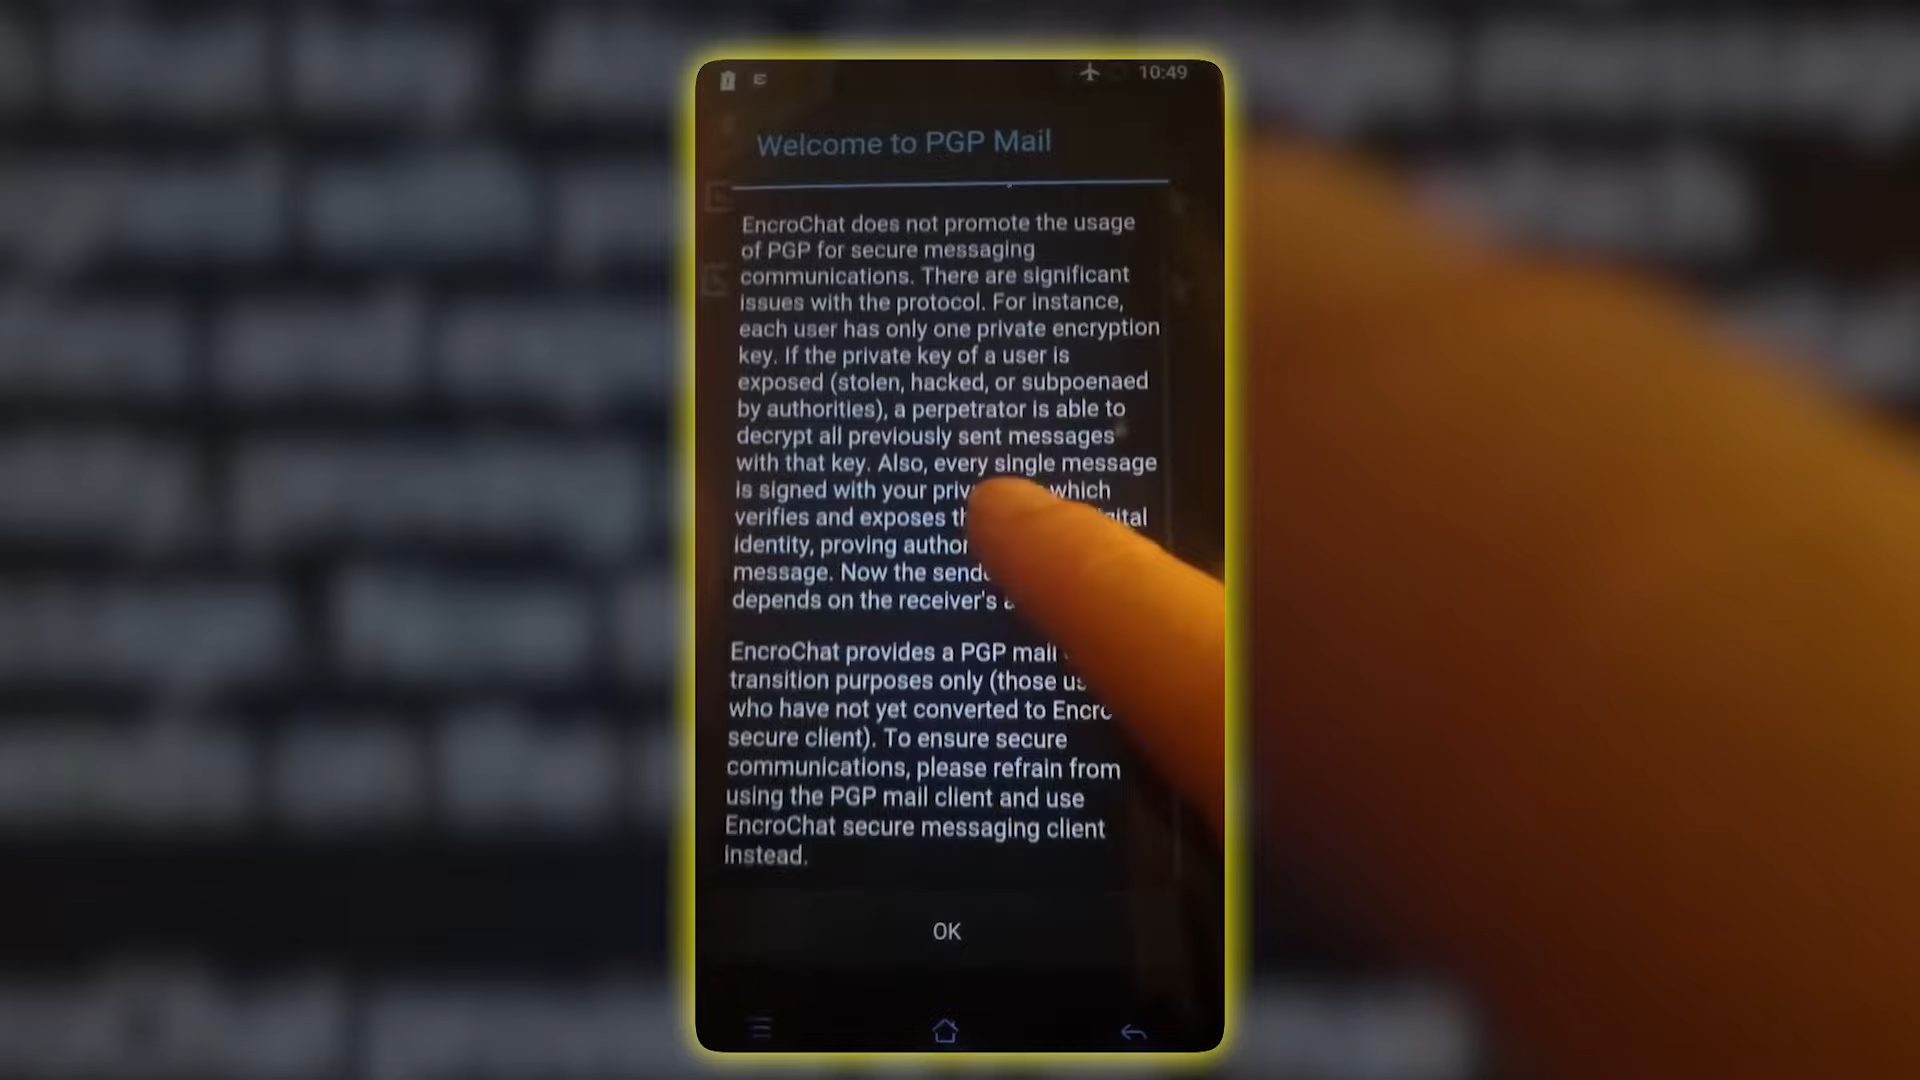 10:49
Welcome to PGP Mail
EncroChat does not promote the usage
of PGP for secure messaging
communications. There are significant
issues with the protocol. For instance,
each user has only one private encryption
key. If the private key of a user is
exposed (stolen, hacked, or subpoenaed
by authorities), a perpetrator is able to
decrypt all previously sent messages
with that key. Also, every single message
is signed with your which
verifies and exposes
identity, proving
message. Now the
depends on the receiver's
EncroChat provides a PGP mail
transition purposes only (those
who have not yet converted to
secure client). To ensure secure
communications, please refrain from
using the PGP mail client and use
EncroChat secure messaging client
instead.
OK